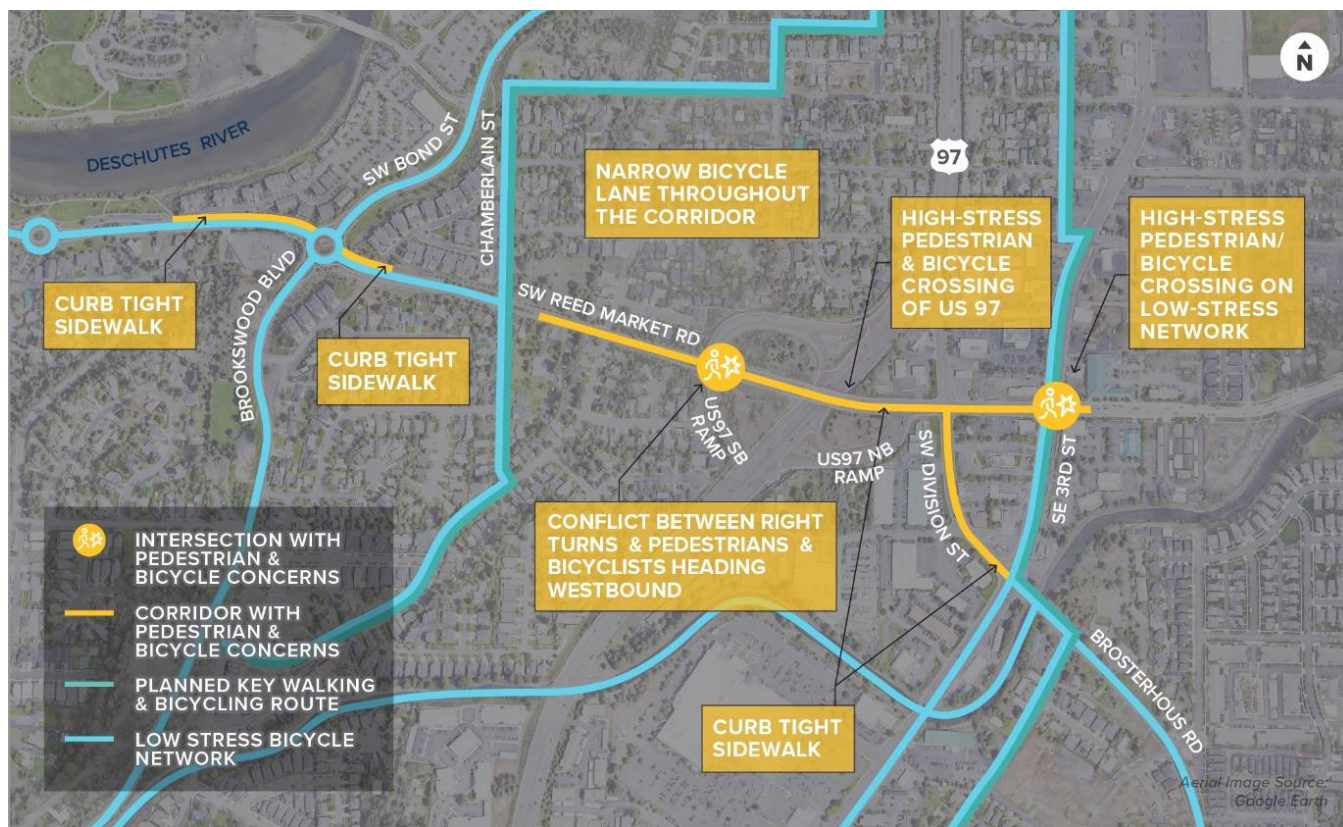 N
DESCHUTES RIVER
SW BOND ST
CHAMBERLAIN ST
97
NARROW BICYCLE
LANE THROUGHOUT
THE CORRIDOR
HIGH-STRESS
PEDESTRIAN
& BICYCLE
CROSSING
OF US 97
HIGH-STRESS
PEDESTRIAN/
BICYCLE
CROSSING ON
LOW-STRESS
NETWORK
CURB TIGHT
SIDEWALK
BROOKSWOOD BLVD
CURB TIGHT
SIDEWALK
SW REED MARKET RD
US97 SB
RAMP
US97 NB
RAMP
SW DIVISION ST
SE 3RD ST
CONFLICT BETWEEN RIGHT
TURNS & PEDESTRIANS &
BICYCLISTS HEADING
WESTBOUND
BROSTERHOUS RD
CURB TIGHT
SIDEWALK
INTERSECTION WITH
PEDESTRIAN &
BICYCLE CONCERNS
CORRIDOR WITH
PEDESTRIAN &
BICYCLE CONCERNS
PLANNED KEY WALKING
& BICYCLING ROUTE
LOW STRESS BICYCLE
NETWORK
Aerial Image Source:
Google Earth